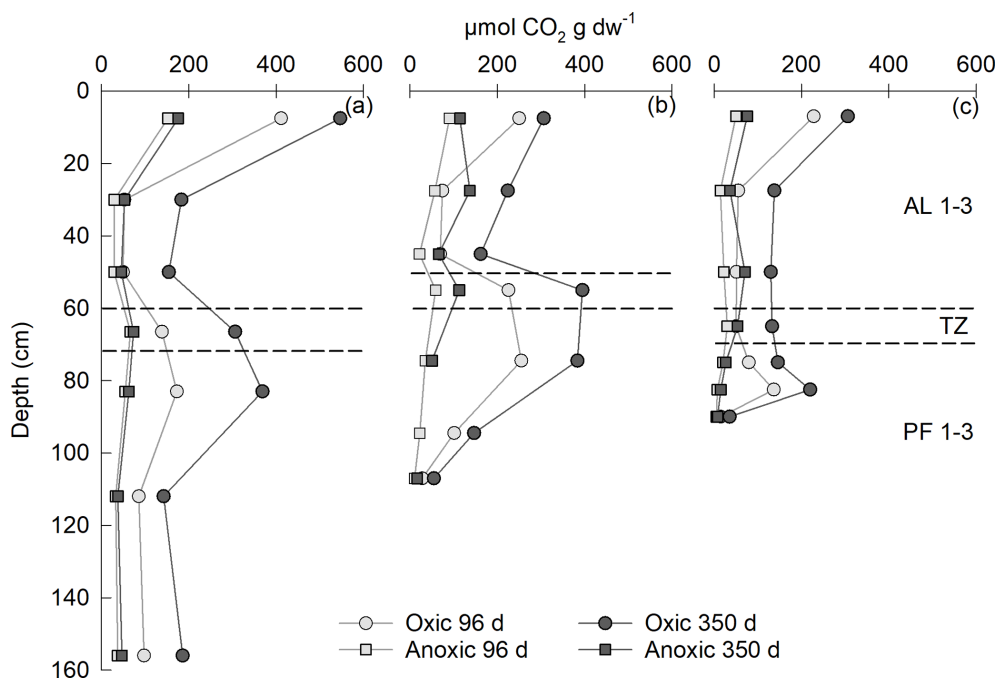 µmol CO2 g dw-1
0 200 400 600 0 200 400 600 0 200 400 600
(a) (b) (c)
0
20
40
60
80
100
120
140
160
Depth (cm)
AL 1-3
TZ
PF 1-3
Oxic 96 d Oxic 350 d
Anoxic 96 d Anoxic 350 d